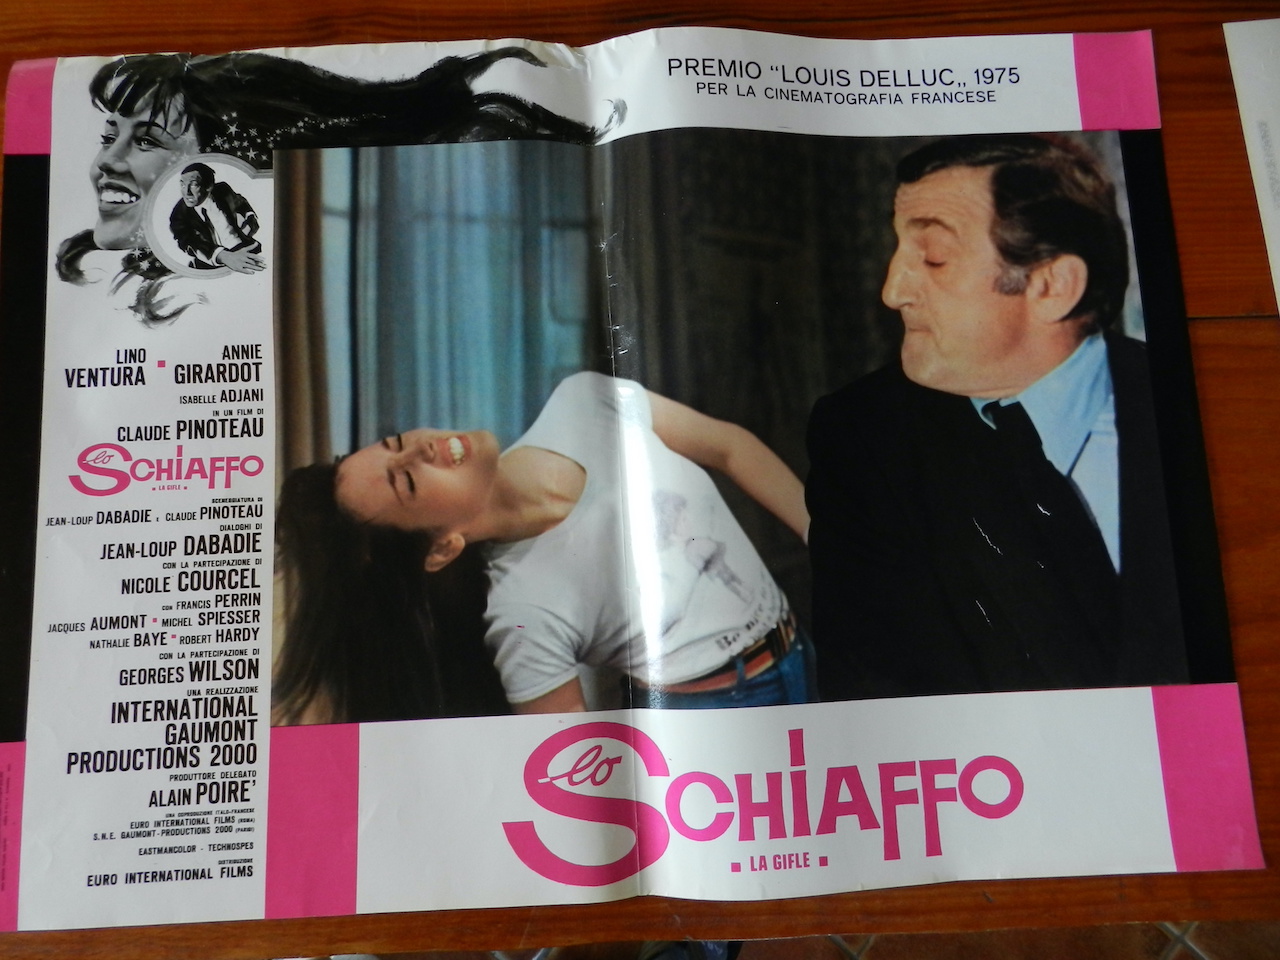 PREMIO “LOUIS DELLUC„ 1975
PER LA CINEMATOGRAFIA FRANCESE
LINO VENTURA ▪ ANNIE GIRARDOT
ISABELLE ADJANI
IN UN FILM DI
CLAUDE PINOTEAU
lo SCHIAFFO
▪ LA GIFLE ▪
SCENEGGIATURA DI
JEAN-LOUP DABADIE E CLAUDE PINOTEAU
DIALOGHI DI
JEAN-LOUP DABADIE
CON LA PARTECIPAZIONE DI
NICOLE COURCEL
CON FRANCIS PERRIN
JACQUES AUMONT ▪ MICHEL SPIESSER
NATHALIE BAYE ▪ ROBERT HARDY
CON LA PARTECIPAZIONE DI
GEORGES WILSON
UNA REALIZZAZIONE
INTERNATIONAL
GAUMONT
PRODUCTIONS 2000
PRODUTTORE DELEGATO
ALAIN POIRE'
UNA COPRODUZIONE ITALO-FRANCESE
EURO INTERNATIONAL FILMS (ROMA)
S.N.E. GAUMONT-PRODUCTIONS 2000 (PARIGI)
EASTMANCOLOR - TECHNOSPES
DISTRIBUZIONE
EURO INTERNATIONAL FILMS
lo SCHIAFFO
▪ LA GIFLE ▪